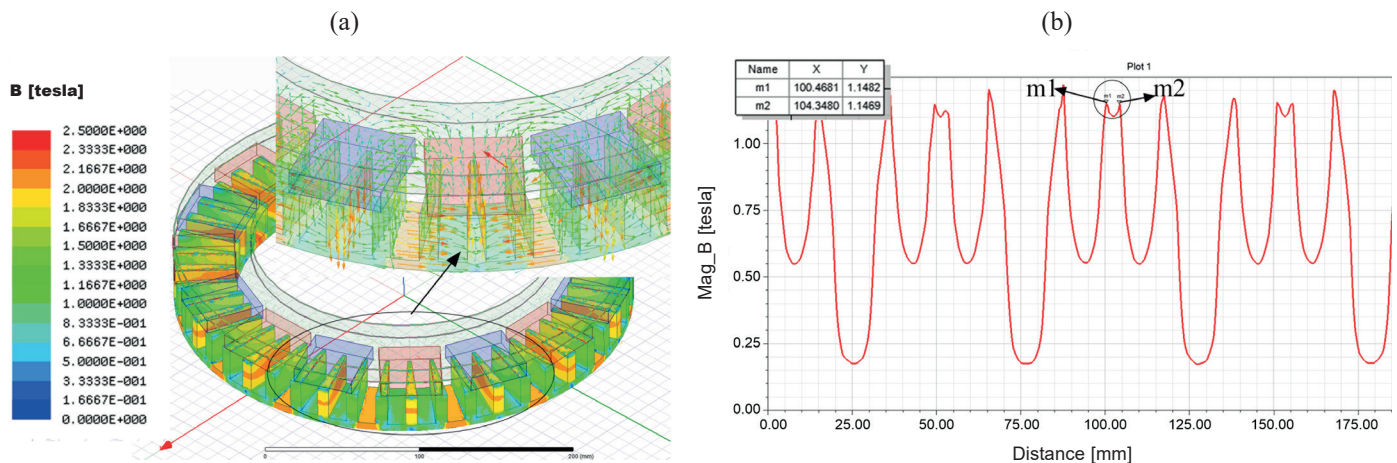 (a)
B [tesla]
2.5000E+000
2.3333E+000
2.1667E+000
2.0000E+000
1.8333E+000
1.6667E+000
1.5000E+000
1.3333E+000
1.1667E+000
1.0000E+000
8.3333E-001
6.6667E-001
5.0000E-001
3.3333E-001
1.6667E-001
0.0000E+000
0 100 200 (mm)
(b)
Plot 1
Name X Y
m1 100.4681 1.1482
m2 104.3480 1.1469
m1 m1 m2 m2
Mag_B [tesla]
1.00
0.75
0.50
0.25
0.00
0.00 25.00 50.00 75.00 100.00 125.00 150.00 175.00
Distance [mm]